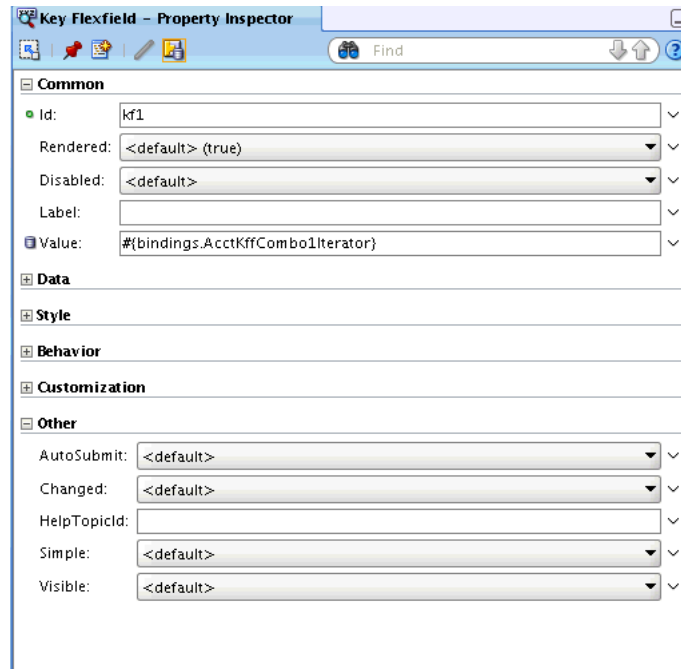 Key Flexfield - Property Inspector
Find
Common
Id: kf1
Rendered: <default> (true)
Disabled: <default>
Label:
Value: #{bindings.AcctKffCombo1Iterator}
Data
Style
Behavior
Customization
Other
AutoSubmit: <default>
Changed: <default>
HelpTopicId:
Simple: <default>
Visible: <default>